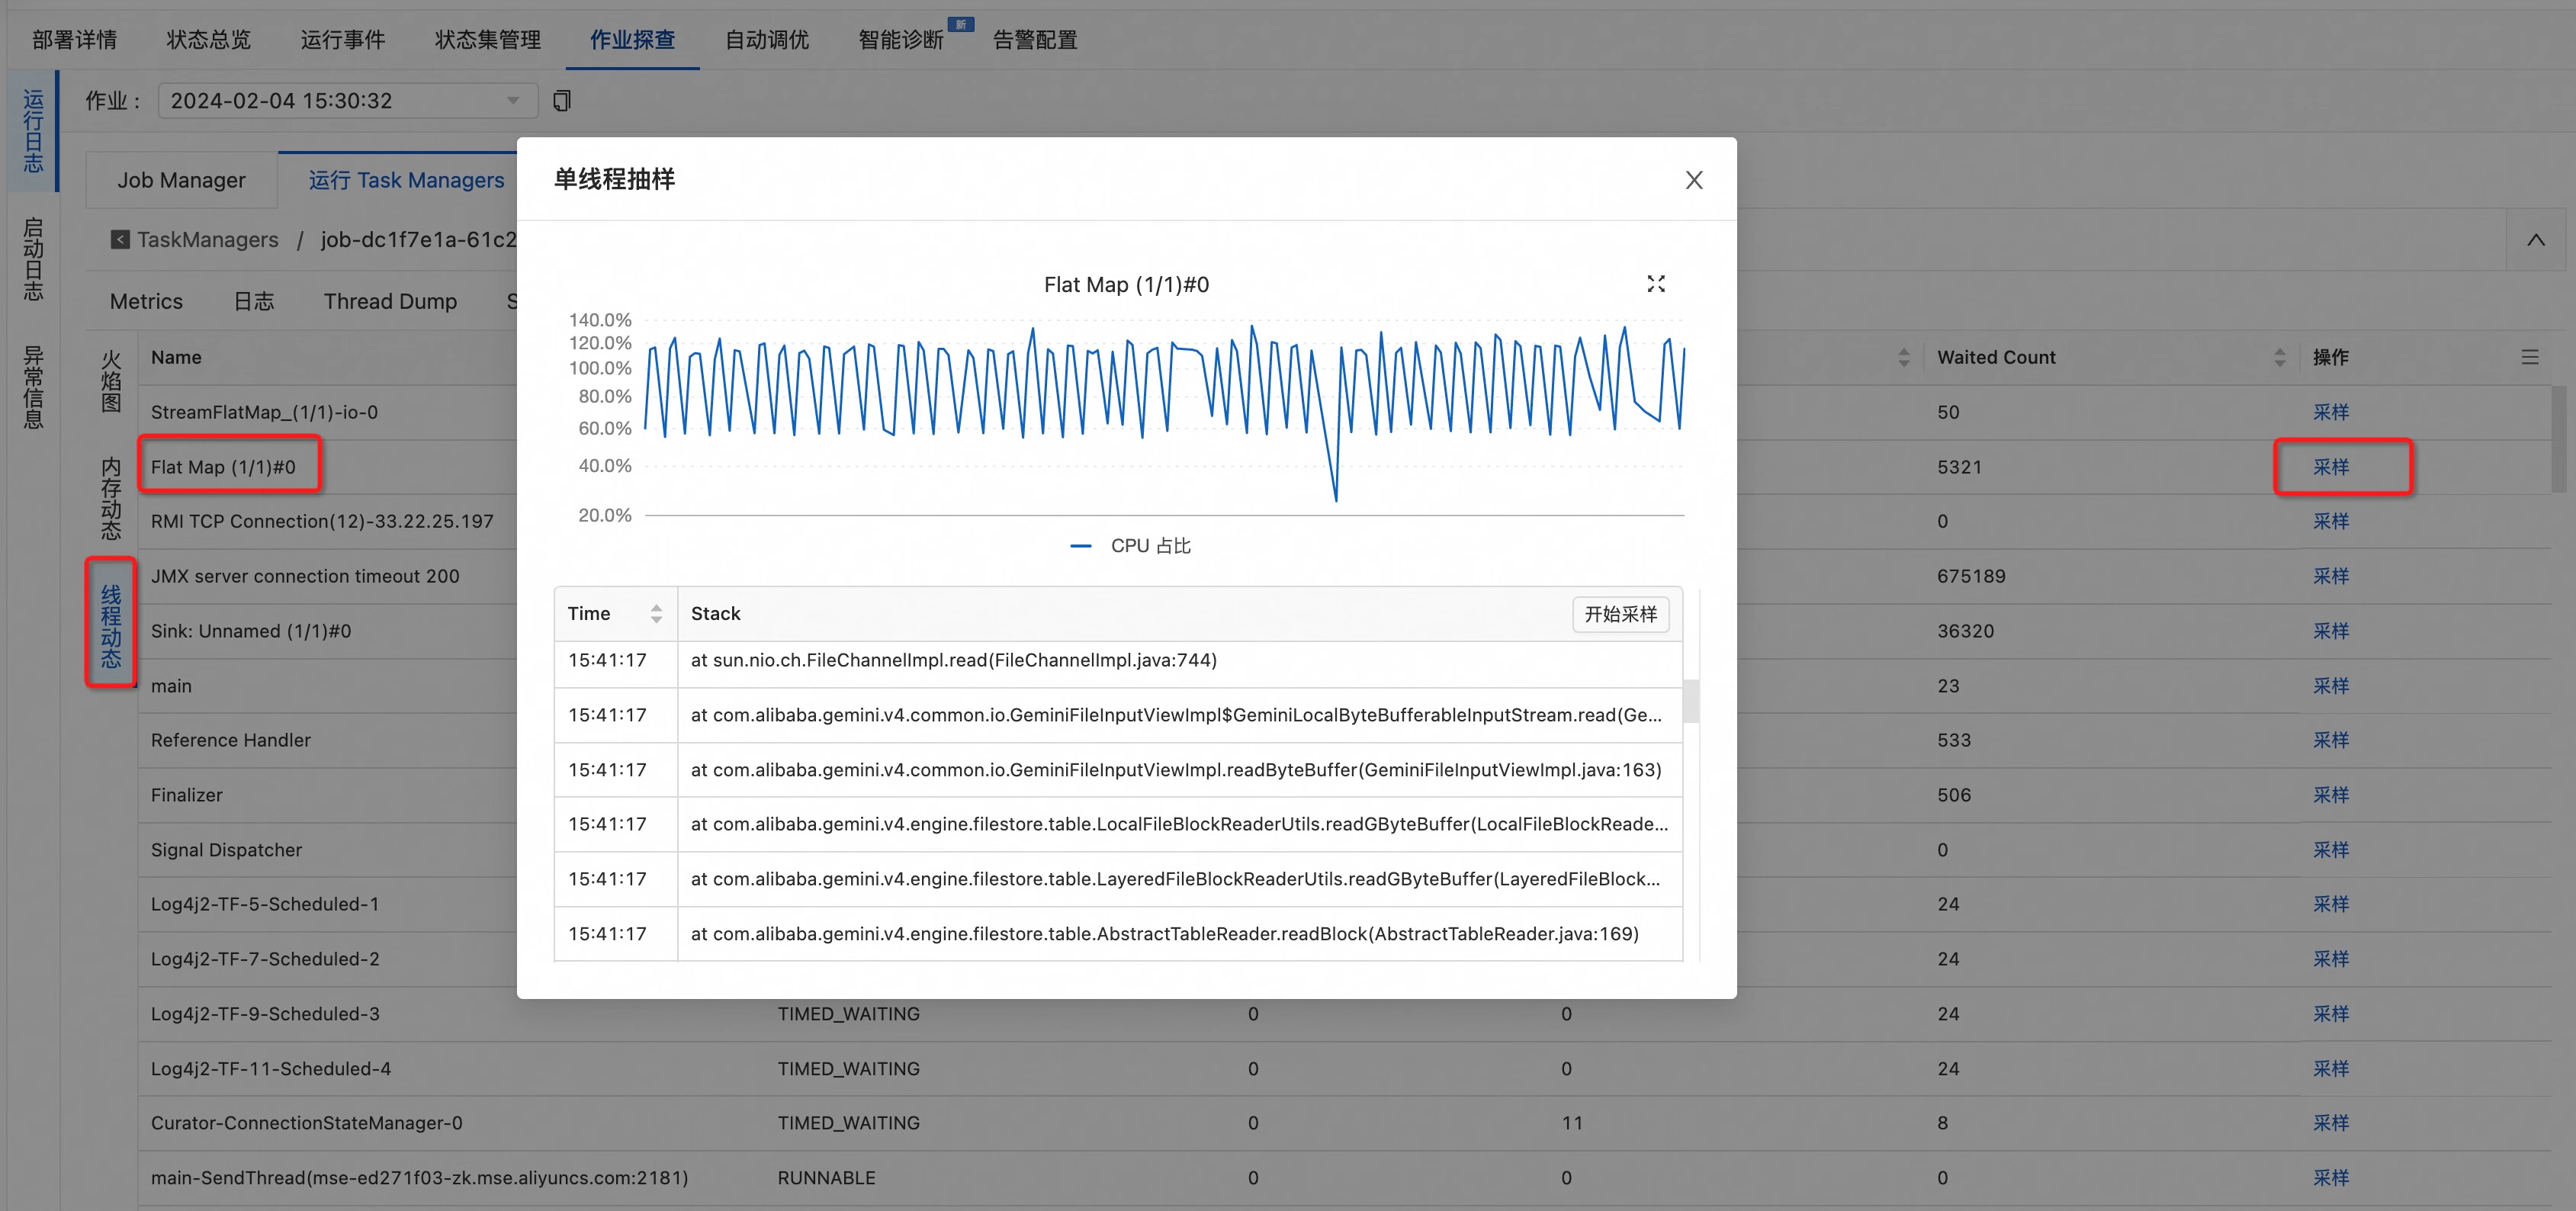 部署详情 状态总览 运行事件 状态集管理 作业探查 自动调优 智能诊断 新 告警配置
运行日志
启动日志
异常信息
作业 : 2024-02-04 15:30:32
Job Manager 运行 Task Managers
TaskManagers / job-dc1f7e1a-61c2
Metrics 日志 Thread Dump S
火焰图
内存动态
线程动态
Name Waited Count 操作
StreamFlatMap_(1/1)-io-0 50 采样
Flat Map (1/1)#0 5321 采样
RMI TCP Connection(12)-33.22.25.197 0 采样
JMX server connection timeout 200 675189 采样
Sink: Unnamed (1/1)#0 36320 采样
main 23 采样
Reference Handler 533 采样
Finalizer 506 采样
Signal Dispatcher 0 采样
Log4j2-TF-5-Scheduled-1 24 采样
Log4j2-TF-7-Scheduled-2 24 采样
Log4j2-TF-9-Scheduled-3 TIMED_WAITING 0 0 24 采样
Log4j2-TF-11-Scheduled-4 TIMED_WAITING 0 0 24 采样
Curator-ConnectionStateManager-0 TIMED_WAITING 0 11 8 采样
main-SendThread(mse-ed271f03-zk.mse.aliyuncs.com:2181) RUNNABLE 0 0 0 采样
单线程抽样
Flat Map (1/1)#0
140.0%
120.0%
100.0%
80.0%
60.0%
40.0%
20.0%
CPU 占比
Time Stack 开始采样
15:41:17 at sun.nio.ch.FileChannelImpl.read(FileChannelImpl.java:744)
15:41:17 at com.alibaba.gemini.v4.common.io.GeminiFileInputViewImpl$GeminiLocalByteBufferableInputStream.read(Ge...
15:41:17 at com.alibaba.gemini.v4.common.io.GeminiFileInputViewImpl.readByteBuffer(GeminiFileInputViewImpl.java:163)
15:41:17 at com.alibaba.gemini.v4.engine.filestore.table.LocalFileBlockReaderUtils.readGByteBuffer(LocalFileBlockReade...
15:41:17 at com.alibaba.gemini.v4.engine.filestore.table.LayeredFileBlockReaderUtils.readGByteBuffer(LayeredFileBlock...
15:41:17 at com.alibaba.gemini.v4.engine.filestore.table.AbstractTableReader.readBlock(AbstractTableReader.java:169)